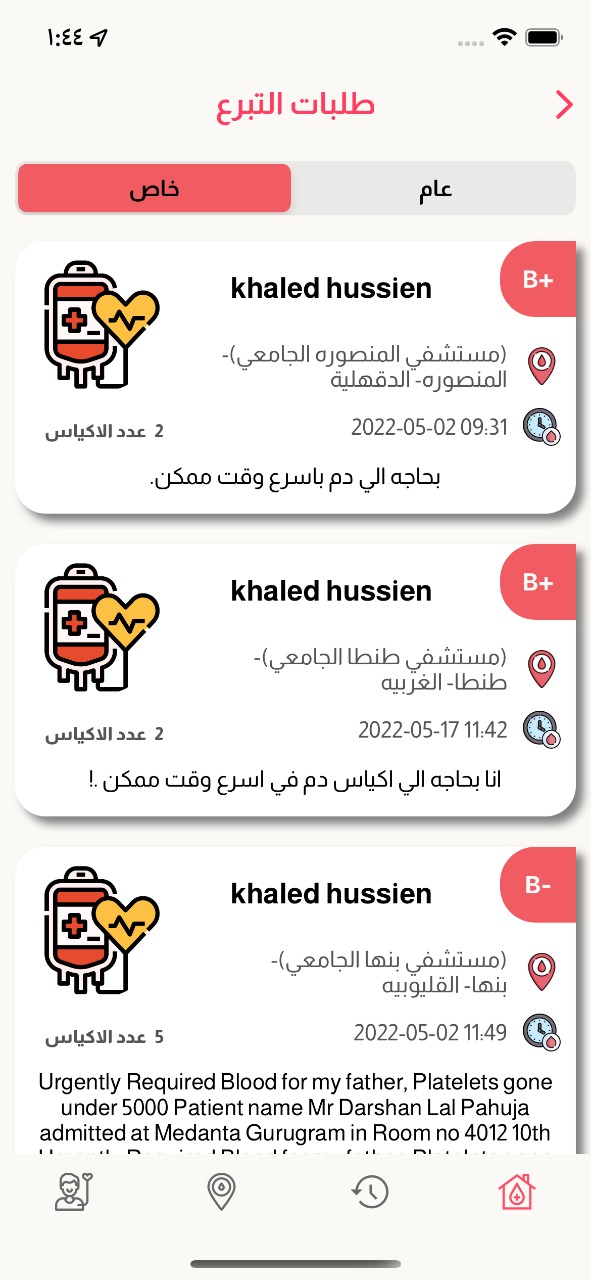 ١:٤٤
طلبات التبرع
عام
خاص
B+
khaled hussien
(مستشفي المنصوره الجامعي)-
المنصوره- الدقهلية
2022-05-02 09:31
2 عدد الاكياس
بحاجه الي دم باسرع وقت ممكن.
B+
khaled hussien
(مستشفي طنطا الجامعي)-
طنطا- الغربيه
2022-05-17 11:42
2 عدد الاكياس
انا بحاجه الي اكياس دم في اسرع وقت ممكن .!
B-
khaled hussien
(مستشفي بنها الجامعي)-
بنها- القليوبيه
2022-05-02 11:49
5 عدد الاكياس
Urgently Required Blood for my father, Platelets gone
under 5000 Patient name Mr Darshan Lal Pahuja
admitted at Medanta Gurugram in Room no 4012 10th